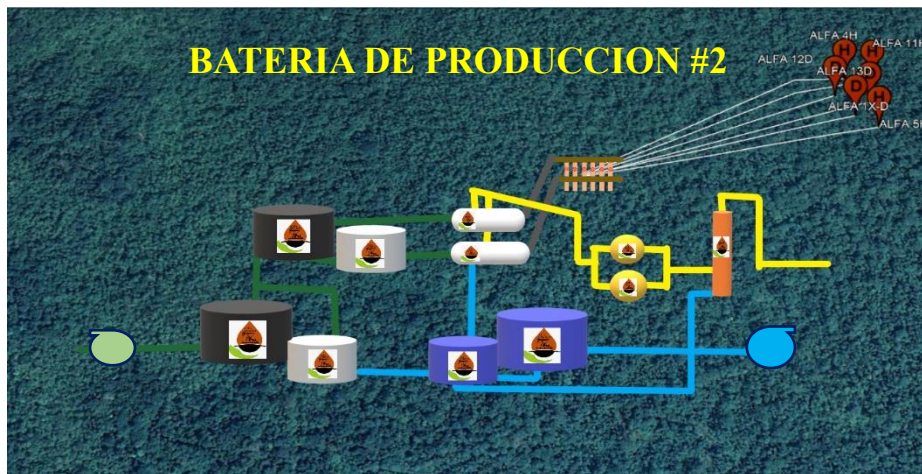 BATERIA DE PRODUCCION #2
ALFA 4H
ALFA 11H
ALFA 12D
ALFA 13D
ALFA 1X-D
ALFA 5H
H
H
D
H